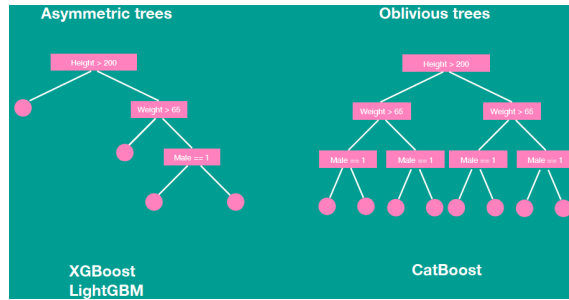 Asymmetric trees
Oblivious trees
Height > 200
Height > 200
Weight > 65
Weight > 65
Weight > 65
Male == 1
Male == 1
Male == 1
Male == 1
Male == 1
XGBoost
LightGBM
CatBoost